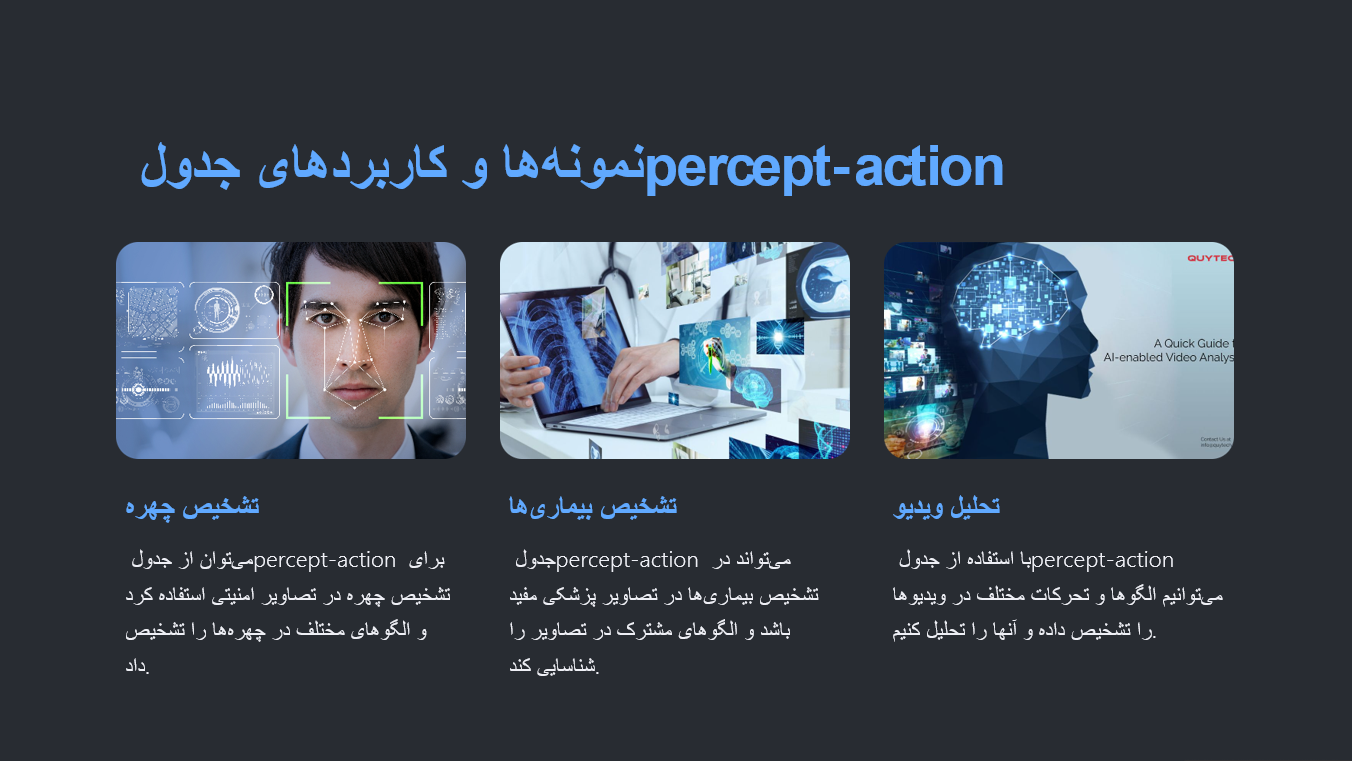 نمونه‌ها و کاربردهای جدول percept-action
QUYTEC
A Quick Guide
AI-enabled Video Analys
Contact Us at
تشخیص چهره
می‌توان از جدول percept-action برای
تشخیص چهره در تصاویر امنیتی استفاده کرد
و الگوهای مختلف در چهره‌ها را تشخیص
داد.
تشخیص بیماری‌ها
جدول percept-action می‌تواند در
تشخیص بیماری‌ها در تصاویر پزشکی مفید
باشد و الگوهای مشترک در تصاویر را
شناسایی کند.
تحلیل ویدیو
با استفاده از جدول percept-action
می‌توانیم الگوها و تحرکات مختلف در ویدیوها
را تشخیص داده و آنها را تحلیل کنیم.